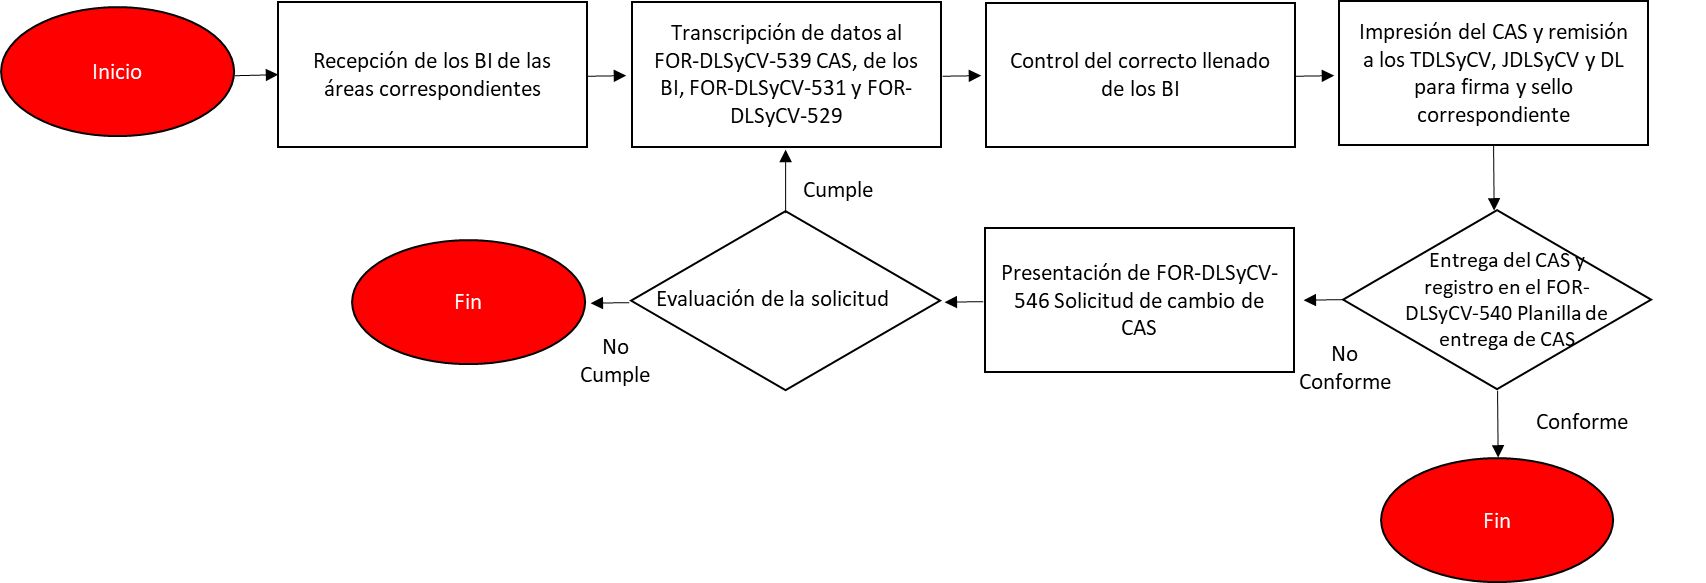 Inicio
Recepción de los BI de las
áreas correspondientes
Transcripción de datos al
FOR-DLSyCV-539 CAS, de los
BI, FOR-DLSyCV-531 y FOR-
DLSyCV-529
Control del correcto llenado
de los BI
Impresión del CAS y remisión
a los TDLSyCV, JDLSyCV y DL
para firma y sello
correspondiente
Cumple
Fin
Evaluación de la solicitud
Presentación de FOR-DLSyCV-
546 Solicitud de cambio de
CAS
Entrega del CAS y
registro en el FOR-
DLSyCV-540 Planilla de
entrega de CAS
No
Cumple
No
Conforme
Conforme
Fin